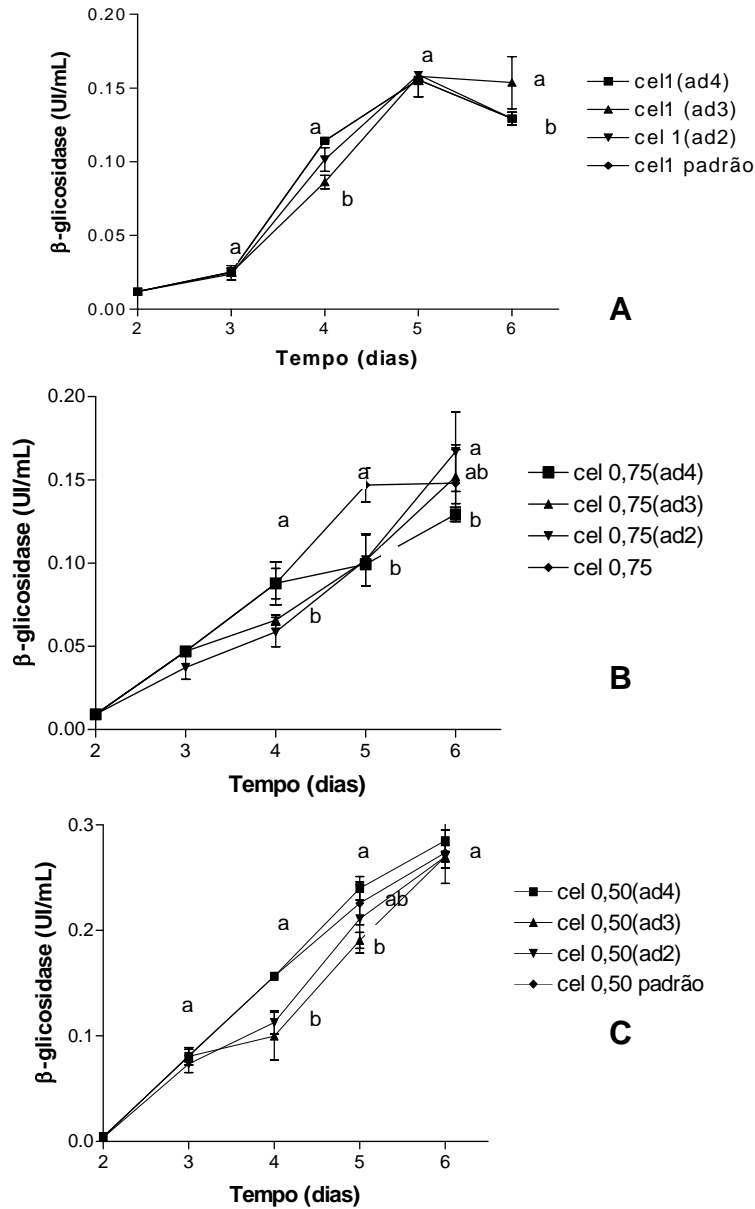 0.20
0.15
0.10
0.05
0.00
β-glicosidase (UI/mL)
a
a
b
a
a
b
2
3
4
5
6
Tempo (dias)
cel1(ad4)
cel1 (ad3)
cel 1(ad2)
cel1 padrão
A
0.20
0.15
0.10
0.05
0.00
β-glicosidase (UI/mL)
a
b
a
b
a
ab
b
2
3
4
5
6
Tempo (dias)
cel 0,75(ad4)
cel 0,75(ad3)
cel 0,75(ad2)
cel 0,75
B
0.3
0.2
0.1
0.0
β-glicosidase (UI/mL)
a
a
b
a
ab
b
a
2
3
4
5
6
Tempo (dias)
cel 0,50(ad4)
cel 0,50(ad3)
cel 0,50(ad2)
cel 0,50 padrão
C